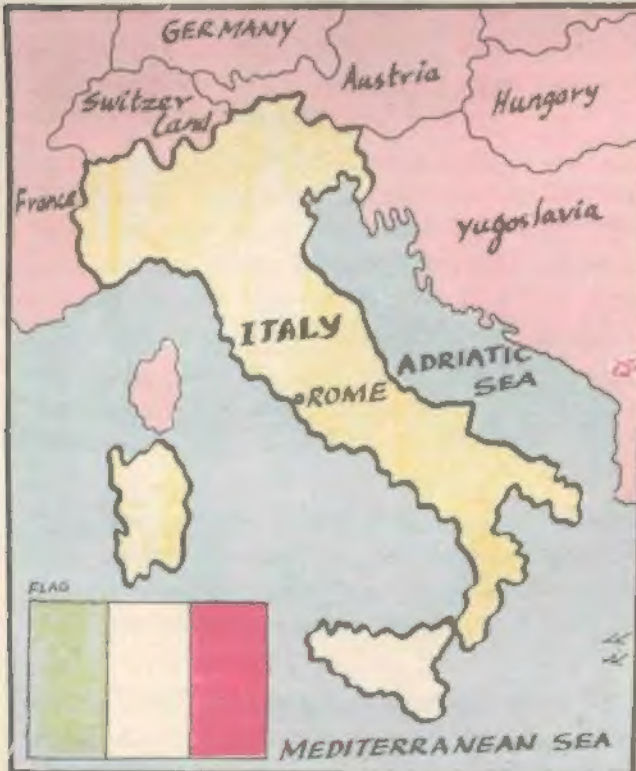 GERMANY
Austria
Switzer
land
Hungary
France
Yugoslavia
ITALY
ADRIATIC
SEA
ROME
FLAG
MEDITERRANEAN SEA